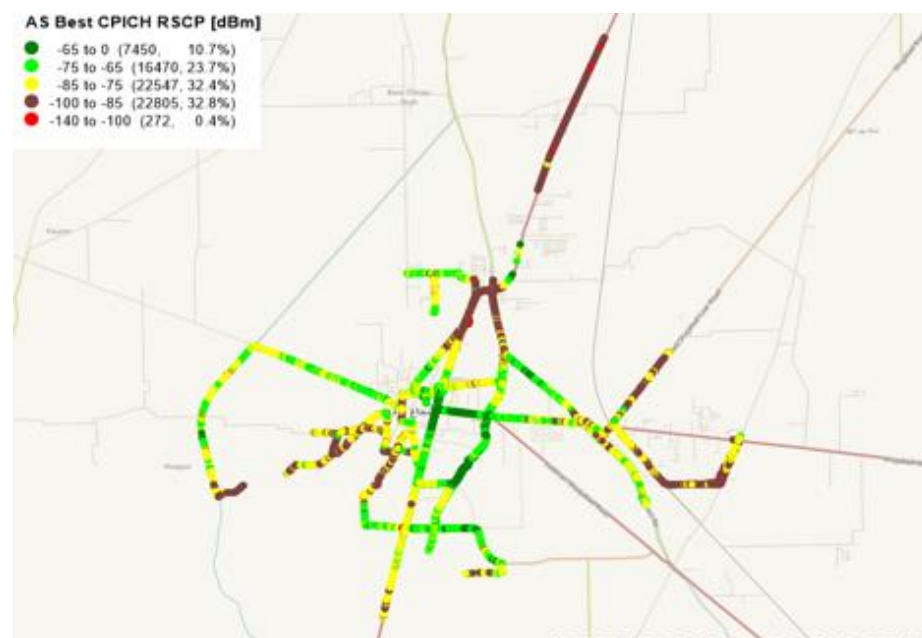 AS Best CPICH RSCP [dBm]
-65 to 0 (7450, 10.7%)
-75 to -65 (16470, 23.7%)
-85 to -75 (22547, 32.4%)
-100 to -85 (22805, 32.8%)
-140 to -100 (272, 0.4%)